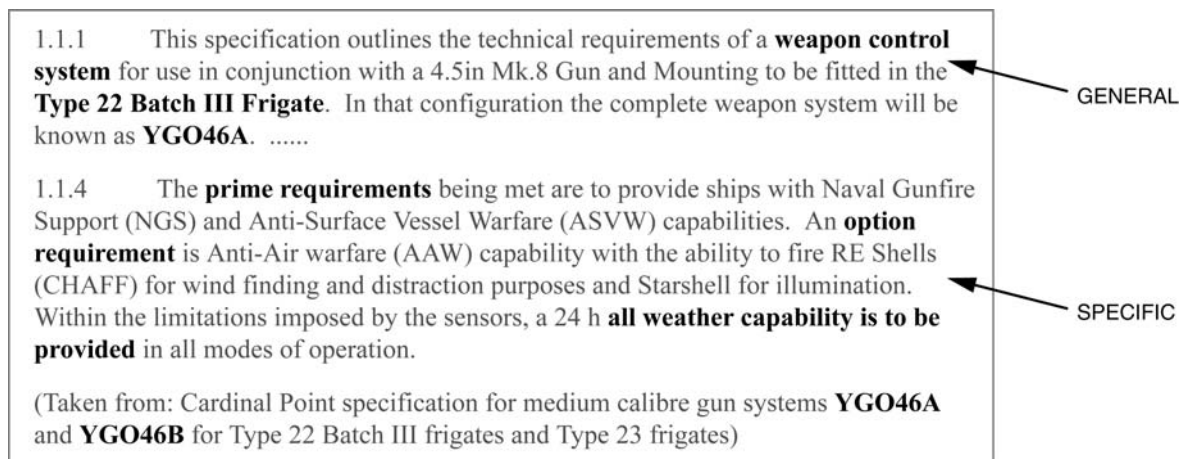 1.1.1 This specification outlines the technical requirements of a weapon control
system for use in conjunction with a 4.5in Mk.8 Gun and Mounting to be fitted in the
Type 22 Batch III Frigate. In that configuration the complete weapon system will be
known as YGO46A. ......
GENERAL
1.1.4 The prime requirements being met are to provide ships with Naval Gunfire
Support (NGS) and Anti-Surface Vessel Warfare (ASVW) capabilities. An option
requirement is Anti-Air warfare (AAW) capability with the ability to fire RE Shells
(CHAFF) for wind finding and distraction purposes and Starshell for illumination.
Within the limitations imposed by the sensors, a 24 h all weather capability is to be
provided in all modes of operation.
SPECIFIC
(Taken from: Cardinal Point specification for medium calibre gun systems YGO46A
and YGO46B for Type 22 Batch III frigates and Type 23 frigates)